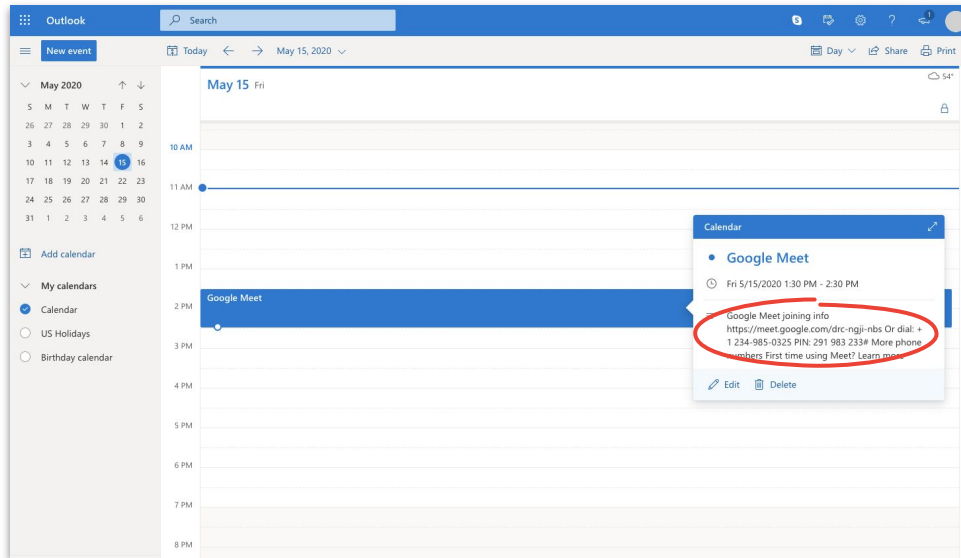 Outlook
Search
S
?
1
New event
Today
May 15, 2020
Day
Share
Print
May 2020
S M T W T F S
26 27 28 29 30 1 2
3 4 5 6 7 8 9
10 11 12 13 14 15 16
17 18 19 20 21 22 23
24 25 26 27 28 29 30
31 1 2 3 4 5 6
Add calendar
My calendars
Calendar
US Holidays
Birthday calendar
May 15 Fri
54°
10 AM
11 AM
12 PM
1 PM
2 PM
3 PM
4 PM
5 PM
6 PM
7 PM
8 PM
Google Meet
Calendar
Google Meet
Fri 5/15/2020 1:30 PM - 2:30 PM
Google Meet joining info
https://meet.google.com/drc-ngji-nbs Or dial: +
1 234-985-0325 PIN: 291 983 233# More phone
numbers First time using Meet? Learn more
Edit
Delete